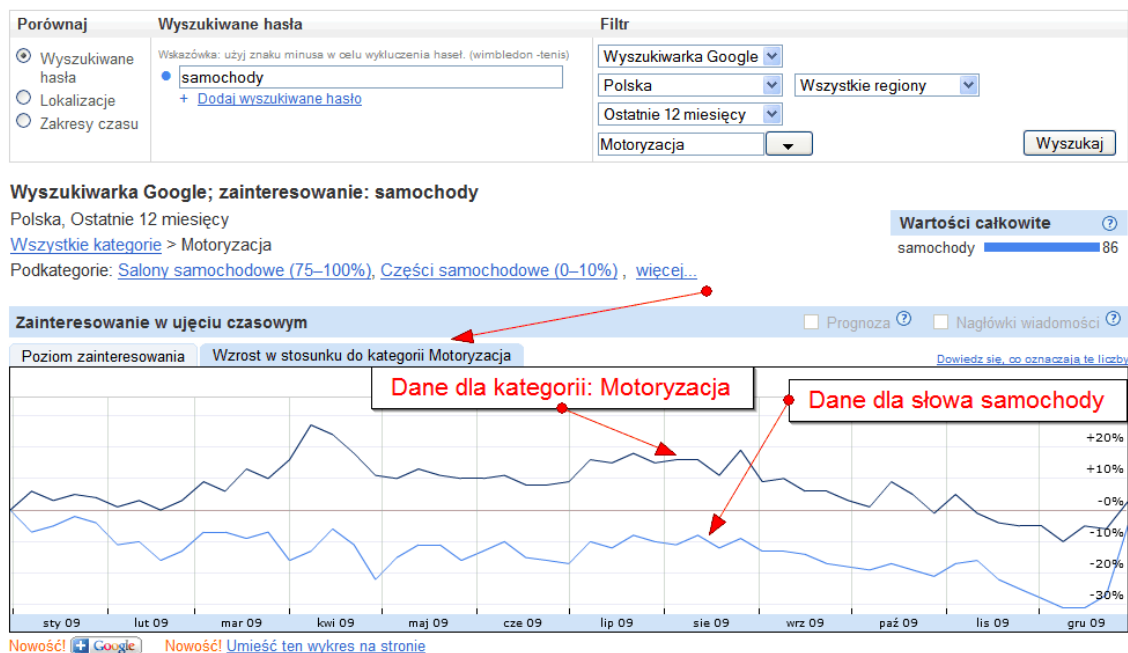 Porównaj Wyszukiwane hasła Filtr
Wyszukiwane hasła
Lokalizacje
Zakresy czasu
Wskazówka: użyj znaku minusa w celu wykluczenia haseł. (wimbledon -tenis)
samochody
+ Dodaj wyszukiwane hasło
Wyszukiwarka Google
Polska Wszystkie regiony
Ostatnie 12 miesięcy
Motoryzacja Wyszukaj
Wyszukiwarka Google; zainteresowanie: samochody
Polska, Ostatnie 12 miesięcy
Wszystkie kategorie > Motoryzacja
Podkategorie: Salony samochodowe (75–100%), Części samochodowe (0–10%) , więcej...
Wartości całkowite ?
samochody 86
Zainteresowanie w ujęciu czasowym Prognoza ? Nagłówki wiadomości ?
Poziom zainteresowania Wzrost w stosunku do kategorii Motoryzacja Dowiedz się, co oznaczają te liczby
Dane dla kategorii: Motoryzacja
Dane dla słowa samochody
+20%
+10%
-0%
-10%
-20%
-30%
sty 09 lut 09 mar 09 kwi 09 maj 09 cze 09 lip 09 sie 09 wrz 09 paź 09 lis 09 gru 09
Nowość! + Google Nowość! Umieść ten wykres na stronie